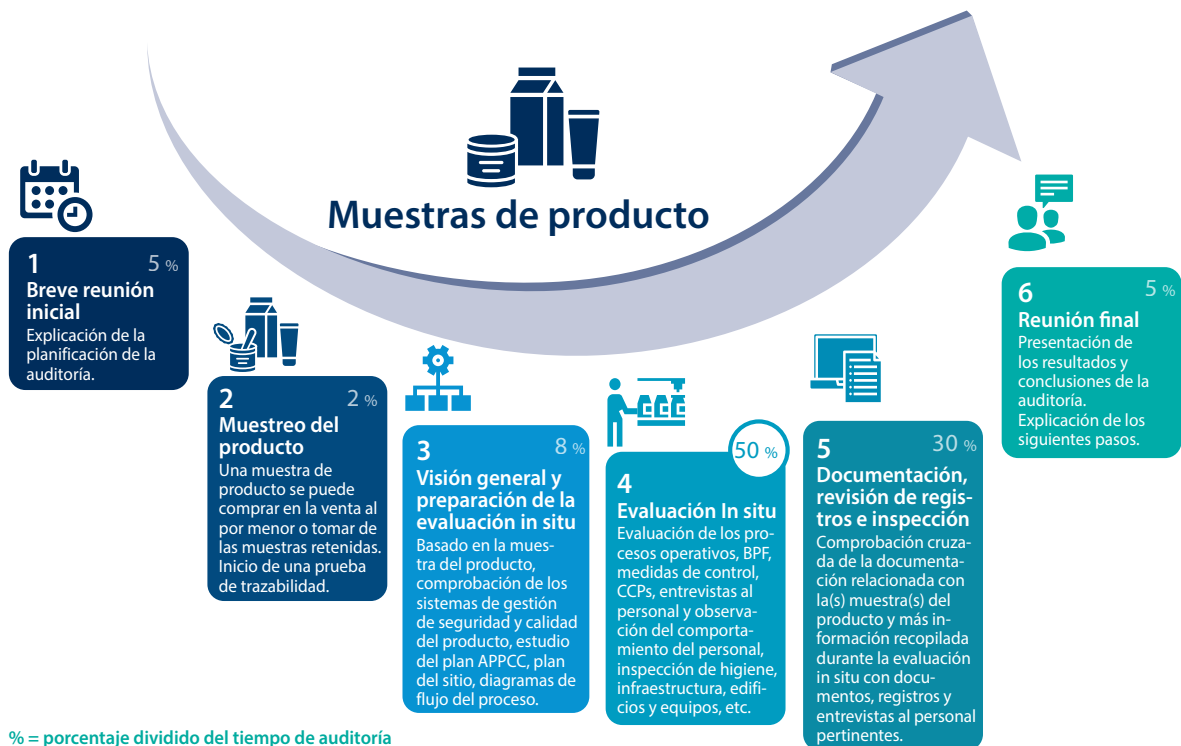 Muestras de producto
1
5 %
Breve reunión
inicial
Explicación de la
planificación de la
auditoría.
2
2 %
Muestreo del
producto
Una muestra de
producto se puede
comprar en la venta al
por menor o tomar de
las muestras retenidas.
Inicio de una prueba
de trazabilidad.
3
8 %
Visión general y
preparación de la
evaluación in situ
Basado en la mues-
tra del producto,
comprobación de los
sistemas de gestión
de seguridad y calidad
del producto, estudio
del plan APPCC, plan
del sitio, diagramas de
flujo del proceso.
4
50 %
Evaluación In situ
Evaluación de los pro-
cesos operativos, BPF,
medidas de control,
CCPs, entrevistas al
personal y observa-
ción del comporta-
miento del personal,
inspección de higiene,
infraestructura, edifi-
cios y equipos, etc.
5
30 %
Documentación,
revisión de regis-
tros e inspección
Comprobación cruza-
da de la documenta-
ción relacionada con
la(s) muestra(s) del
producto y más in-
formación recopilada
durante la evaluación
in situ con docu-
mentos, registros y
entrevistas al personal
pertinentes.
6
5 %
Reunión final
Presentación de
los resultados y
conclusiones de la
auditoría.
Explicación de los
siguientes pasos.
% = porcentaje dividido del tiempo de auditoría